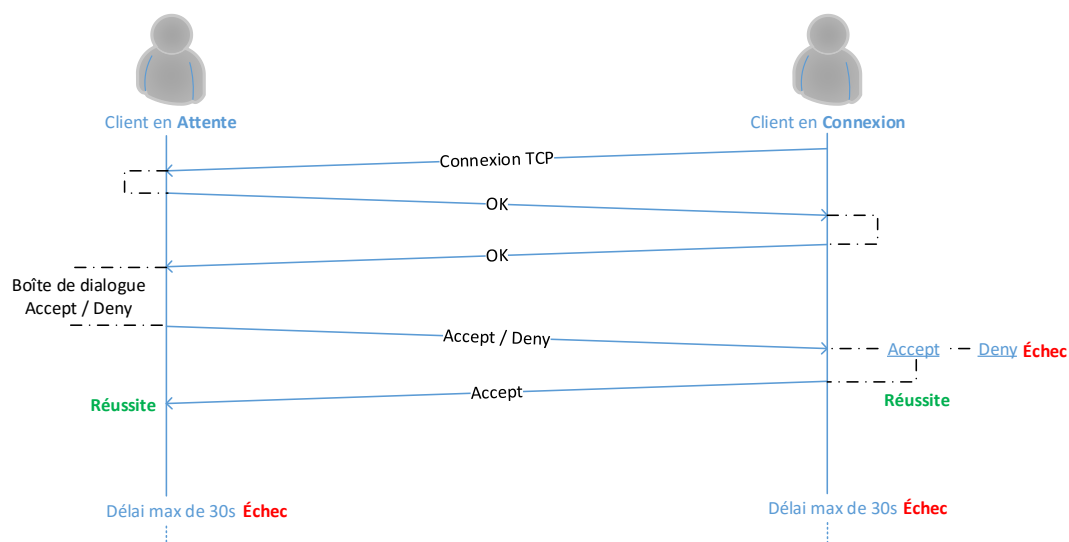 Client en Attente
Client en Connexion
Connexion TCP
OK
OK
Boîte de dialogue
Accept / Deny
Accept / Deny
Accept Deny Échec
Accept
Réussite
Réussite
Délai max de 30s Échec
Délai max de 30s Échec